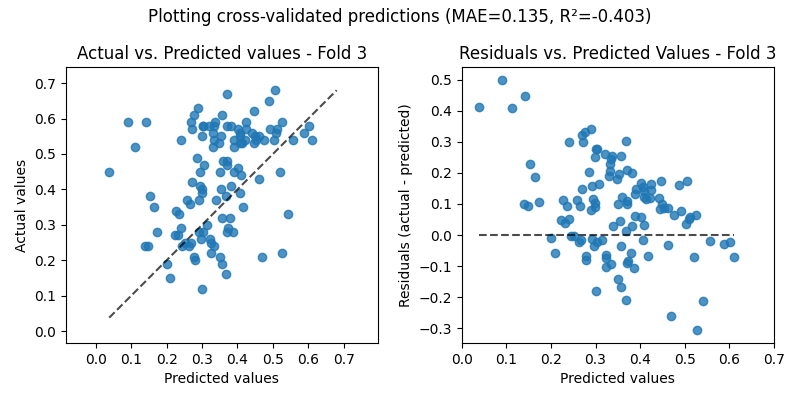 Plotting cross-validated predictions (MAE=0.135, R²=-0.403)
Actual vs. Predicted values - Fold 3
Actual values
0.7
0.6
0.5
0.4
0.3
0.2
0.1
0.0
0.0 0.1 0.2 0.3 0.4 0.5 0.6 0.7
Predicted values
Residuals vs. Predicted Values - Fold 3
Residuals (actual - predicted)
0.5
0.4
0.3
0.2
0.1
0.0
−0.1
−0.2
−0.3
0.0 0.1 0.2 0.3 0.4 0.5 0.6 0.7
Predicted values